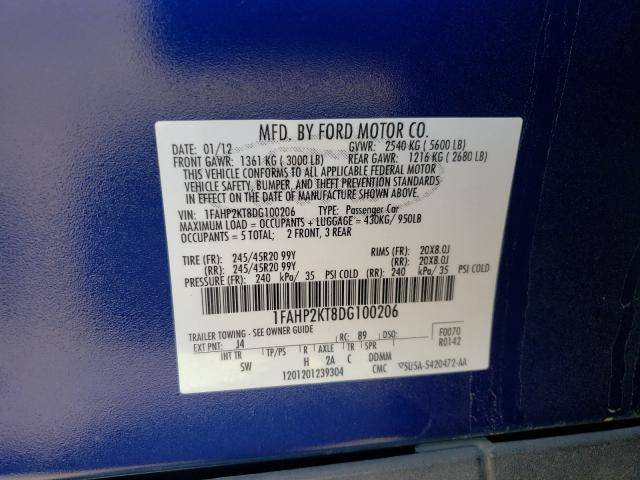 MFD. BY FORD MOTOR CO.
DATE: 01/12 GVWR: 2540 KG ( 5600 LB)
FRONT GAWR: 1361 KG ( 3000 LB) REAR GAWR: 1216 KG ( 2680 LB)
THIS VEHICLE CONFORMS TO ALL APPLICABLE FEDERAL MOTOR
VEHICLE SAFETY, BUMPER, AND THEFT PREVENTION STANDARDS
IN EFFECT ON THE DATE OF MANUFACTURE SHOWN ABOVE.
VIN: 1FAHP2KT8DG100206 TYPE: Passenger Car
MAXIMUM LOAD = OCCUPANTS + LUGGAGE = 430KG/ 950LB
OCCUPANTS = 5 TOTAL; 2 FRONT, 3 REAR
TIRE (FR): 245/45R20 99Y RIMS (FR): 20X8.0J
(RR): 245/45R20 99Y (RR): 20X8.0J
PRESSURE (FR): 240 kPa/ 35 PSI COLD (RR): 240 kPa/ 35 PSI COLD
1FAHP2KT8DG100206
TRAILER TOWING - SEE OWNER GUIDE
EXT PNT: J4 RC: B9 DSO: F0070
INT TR TP/PS R AXLE TR SPR R0142
SW H 2A C DDMM
1201201239304 CMC ▽SU5A-5420472-AA